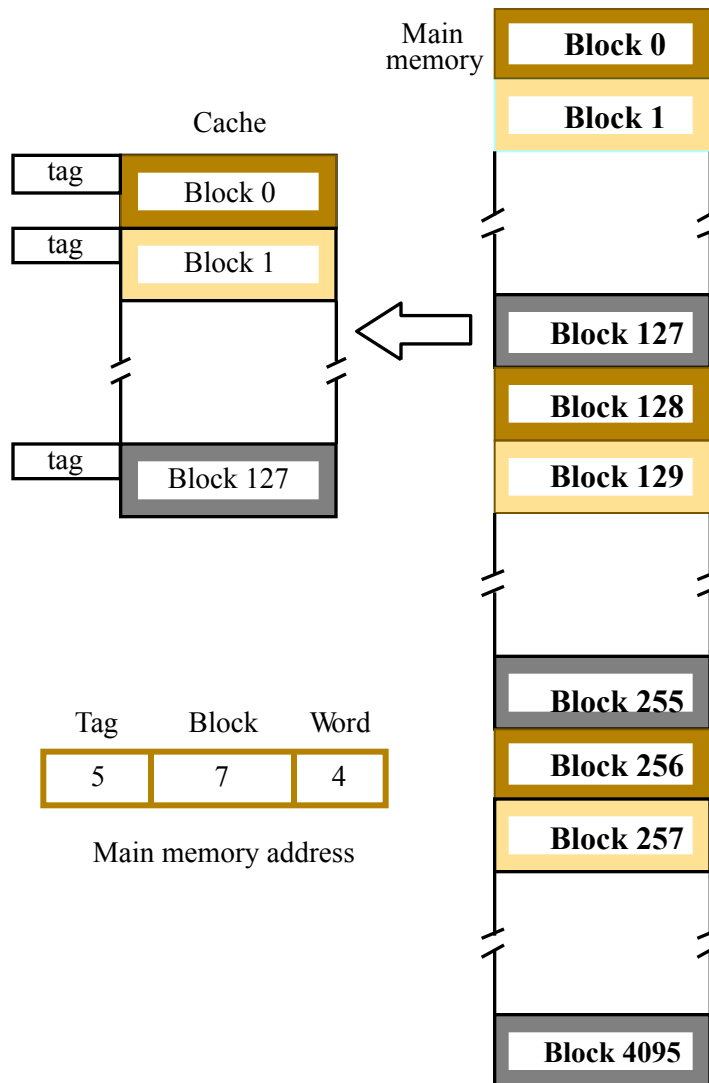 Main
memory
Block 0
Block 1
Block 127
Block 128
Block 129
Block 255
Block 256
Block 257
Block 4095
Cache
tag
Block 0
tag
Block 1
tag
Block 127
Tag Block Word
5 7 4
Main memory address